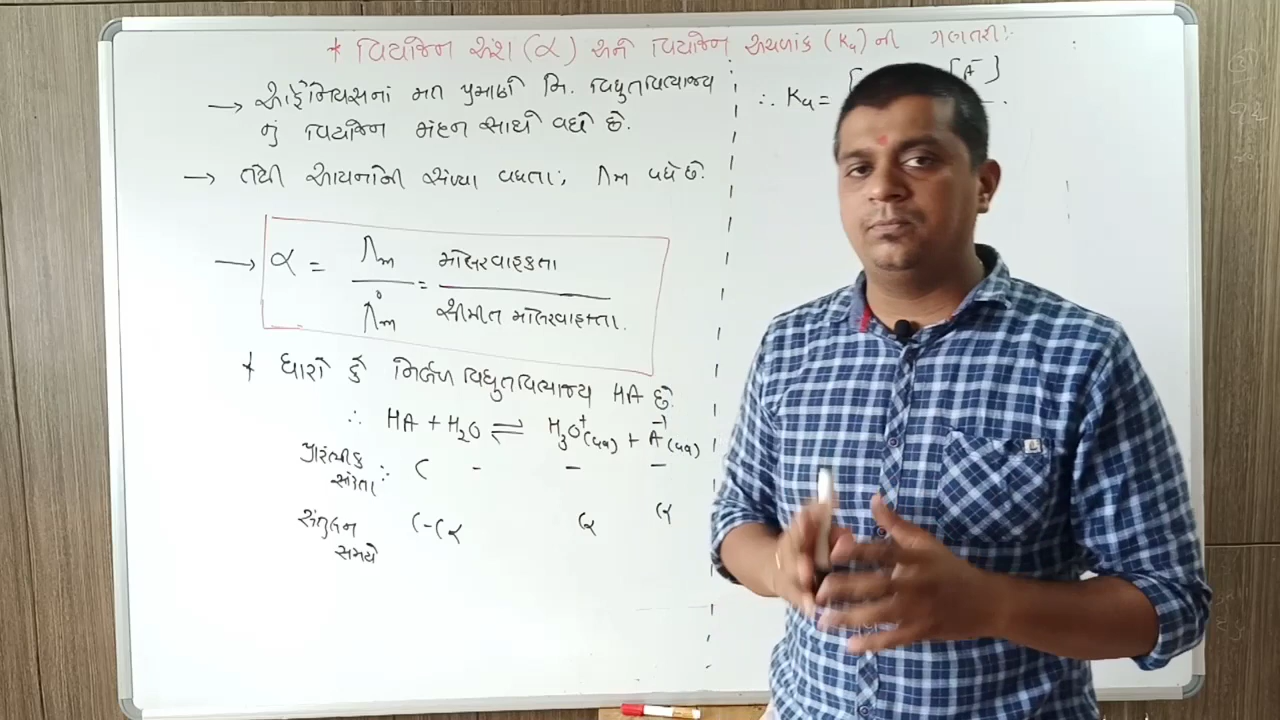 * વિયોજન અંશ (α) અને વિયોજન અચળાંક (Ka) ની ગણતરી :-
→ આર્હેનિયસનાં મત પ્રમાણે નિ. વિદ્યુતવિભાજ્ય
નું વિયોજન મંદન સાથે વધે છે.
→ તેથી આયનોની સંખ્યા વધતા, Λm વધે છે.
→ α = Λm / Λ°m = મોલરવાહકતા / સીમીત મોલરવાહકતા.
* ધારો કે નિર્બળ વિદ્યુતવિભાજ્ય HA છે.
∴ HA + H₂O ⇌ H₃O⁺(aq) + A⁻(aq)
પ્રારંભીક સાંદ્રતા : C - - -
સંતુલન સમયે C-Cα Cα Cα
∴ Ka = [ [A⁻]